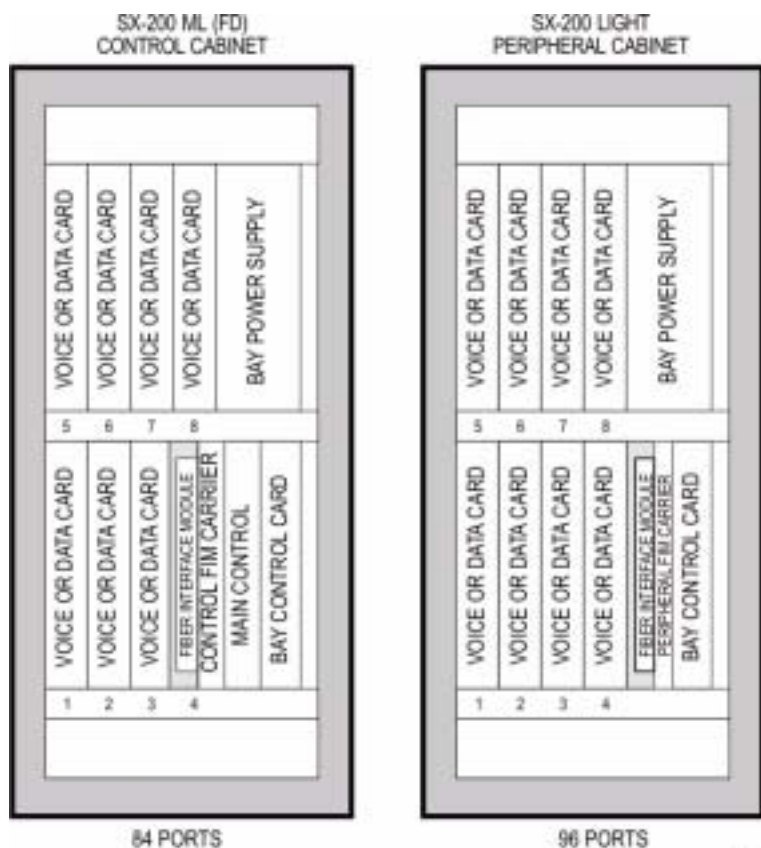 SX-200 ML (FD)
CONTROL CABINET
VOICE OR DATA CARD
VOICE OR DATA CARD
VOICE OR DATA CARD
VOICE OR DATA CARD
BAY POWER SUPPLY
5 6 7 8
VOICE OR DATA CARD
VOICE OR DATA CARD
VOICE OR DATA CARD
FIBER INTERFACE MODULE
CONTROL FIM CARRIER
MAIN CONTROL
BAY CONTROL CARD
1 2 3 4
84 PORTS
SX-200 LIGHT
PERIPHERAL CABINET
VOICE OR DATA CARD
VOICE OR DATA CARD
VOICE OR DATA CARD
VOICE OR DATA CARD
BAY POWER SUPPLY
5 6 7 8
VOICE OR DATA CARD
VOICE OR DATA CARD
VOICE OR DATA CARD
VOICE OR DATA CARD
FIBER INTERFACE MODULE
PERIPHERAL FIM CARRIER
BAY CONTROL CARD
1 2 3 4
96 PORTS